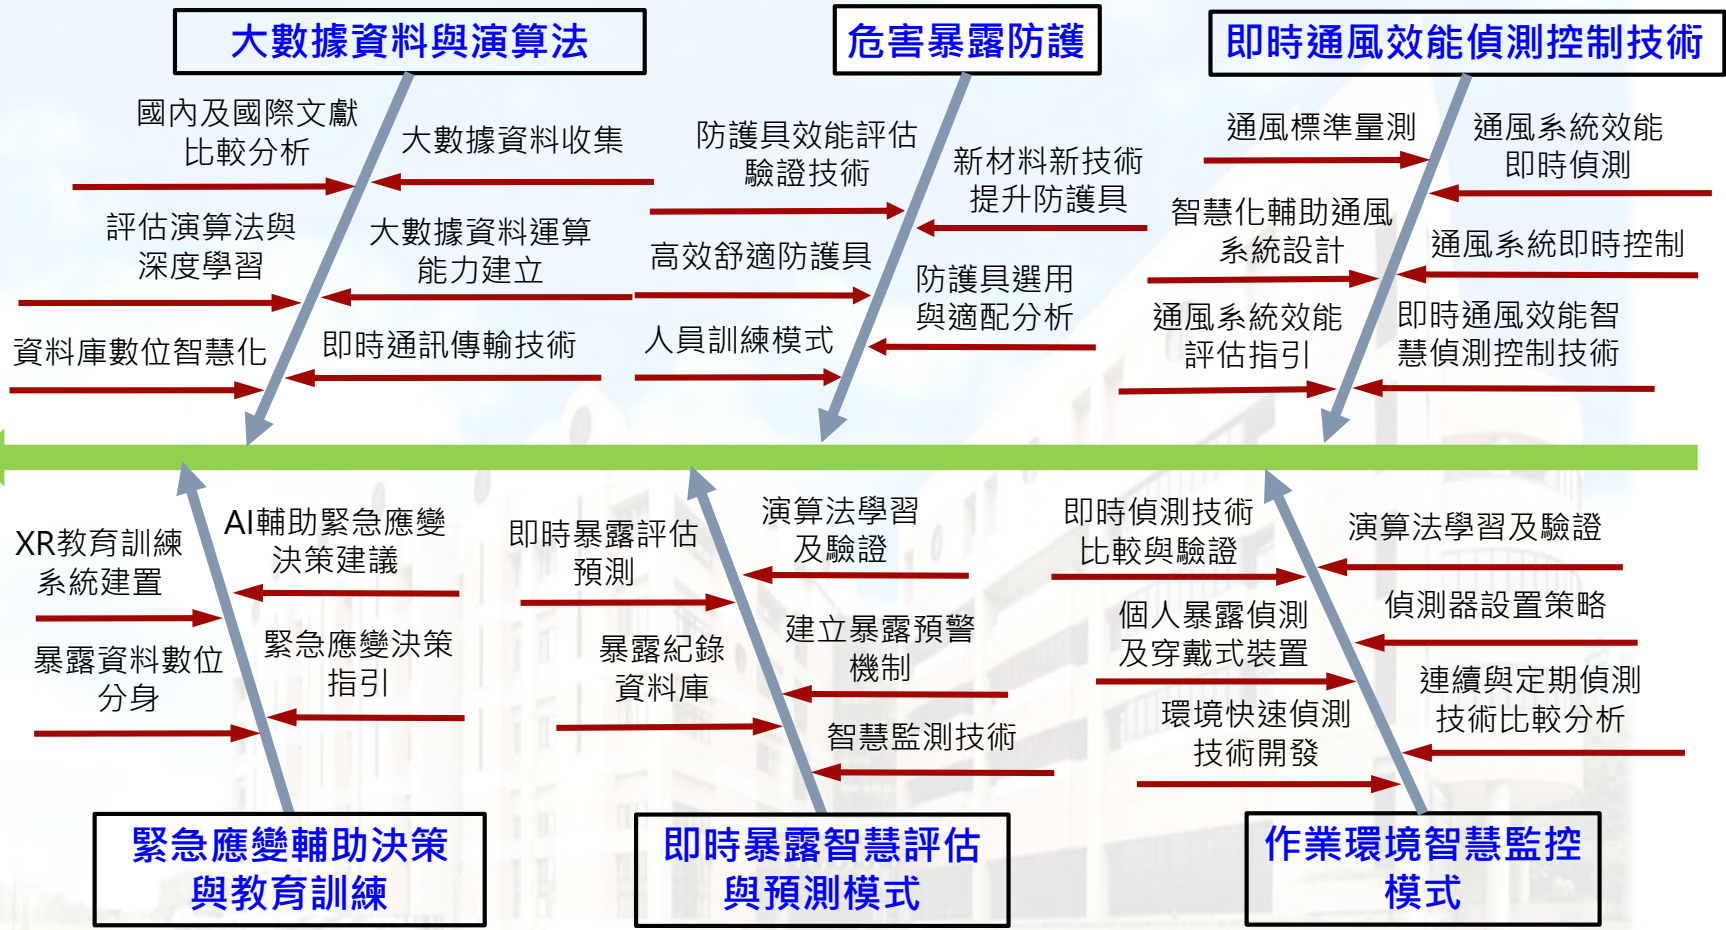 大數據資料與演算法
國內及國際文獻
比較分析
大數據資料收集
評估演算法與
深度學習
大數據資料運算
能力建立
資料庫數位智慧化
即時通訊傳輸技術
危害暴露防護
防護具效能評估
驗證技術
新材料新技術
提升防護具
高效舒適防護具
防護具選用
與適配分析
人員訓練模式
即時通風效能偵測控制技術
通風標準量測
通風系統效能
即時偵測
智慧化輔助通風
系統設計
通風系統即時控制
通風系統效能
評估指引
即時通風效能智
慧偵測控制技術
XR教育訓練
系統建置
AI輔助緊急應變
決策建議
暴露資料數位
分身
緊急應變決策
指引
緊急應變輔助決策
與教育訓練
即時暴露評估
預測
演算法學習
及驗證
暴露紀錄
資料庫
建立暴露預警
機制
智慧監測技術
即時暴露智慧評估
與預測模式
即時偵測技術
比較與驗證
演算法學習及驗證
個人暴露偵測
及穿戴式裝置
偵測器設置策略
環境快速偵測
技術開發
連續與定期偵測
技術比較分析
作業環境智慧監控
模式